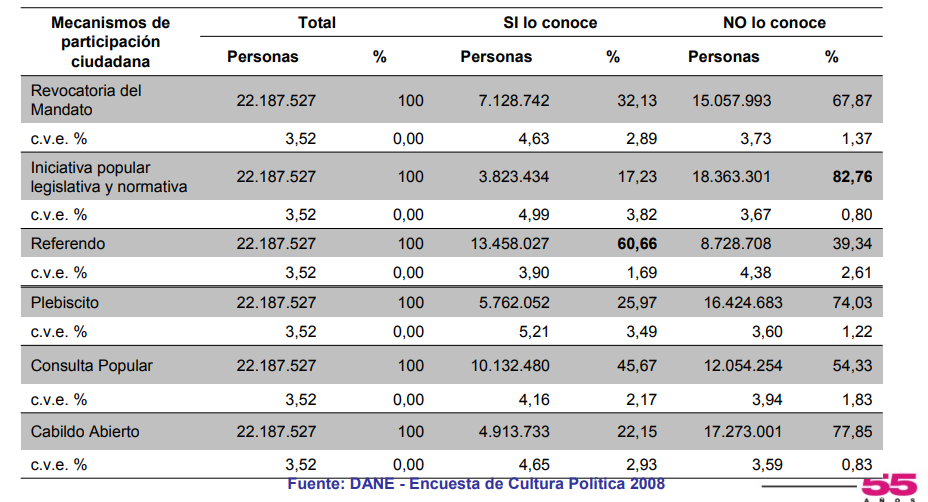 Mecanismos de participación ciudadana Total SI lo conoce NO lo conoce
Personas % Personas % Personas %
Revocatoria del Mandato 22.187.527 100 7.128.742 32,13 15.057.993 67,87
c.v.e. % 3,52 0,00 4,63 2,89 3,73 1,37
Iniciativa popular legislativa y normativa 22.187.527 100 3.823.434 17,23 18.363.301 82,76
c.v.e. % 3,52 0,00 4,99 3,82 3,67 0,80
Referendo 22.187.527 100 13.458.027 60,66 8.728.708 39,34
c.v.e. % 3,52 0,00 3,90 1,69 4,38 2,61
Plebiscito 22.187.527 100 5.762.052 25,97 16.424.683 74,03
c.v.e. % 3,52 0,00 5,21 3,49 3,60 1,22
Consulta Popular 22.187.527 100 10.132.480 45,67 12.054.254 54,33
c.v.e. % 3,52 0,00 4,16 2,17 3,94 1,83
Cabildo Abierto 22.187.527 100 4.913.733 22,15 17.273.001 77,85
c.v.e. % 3,52 0,00 4,65 2,93 3,59 0,83
Fuente: DANE - Encuesta de Cultura Política 2008
55
AÑOS